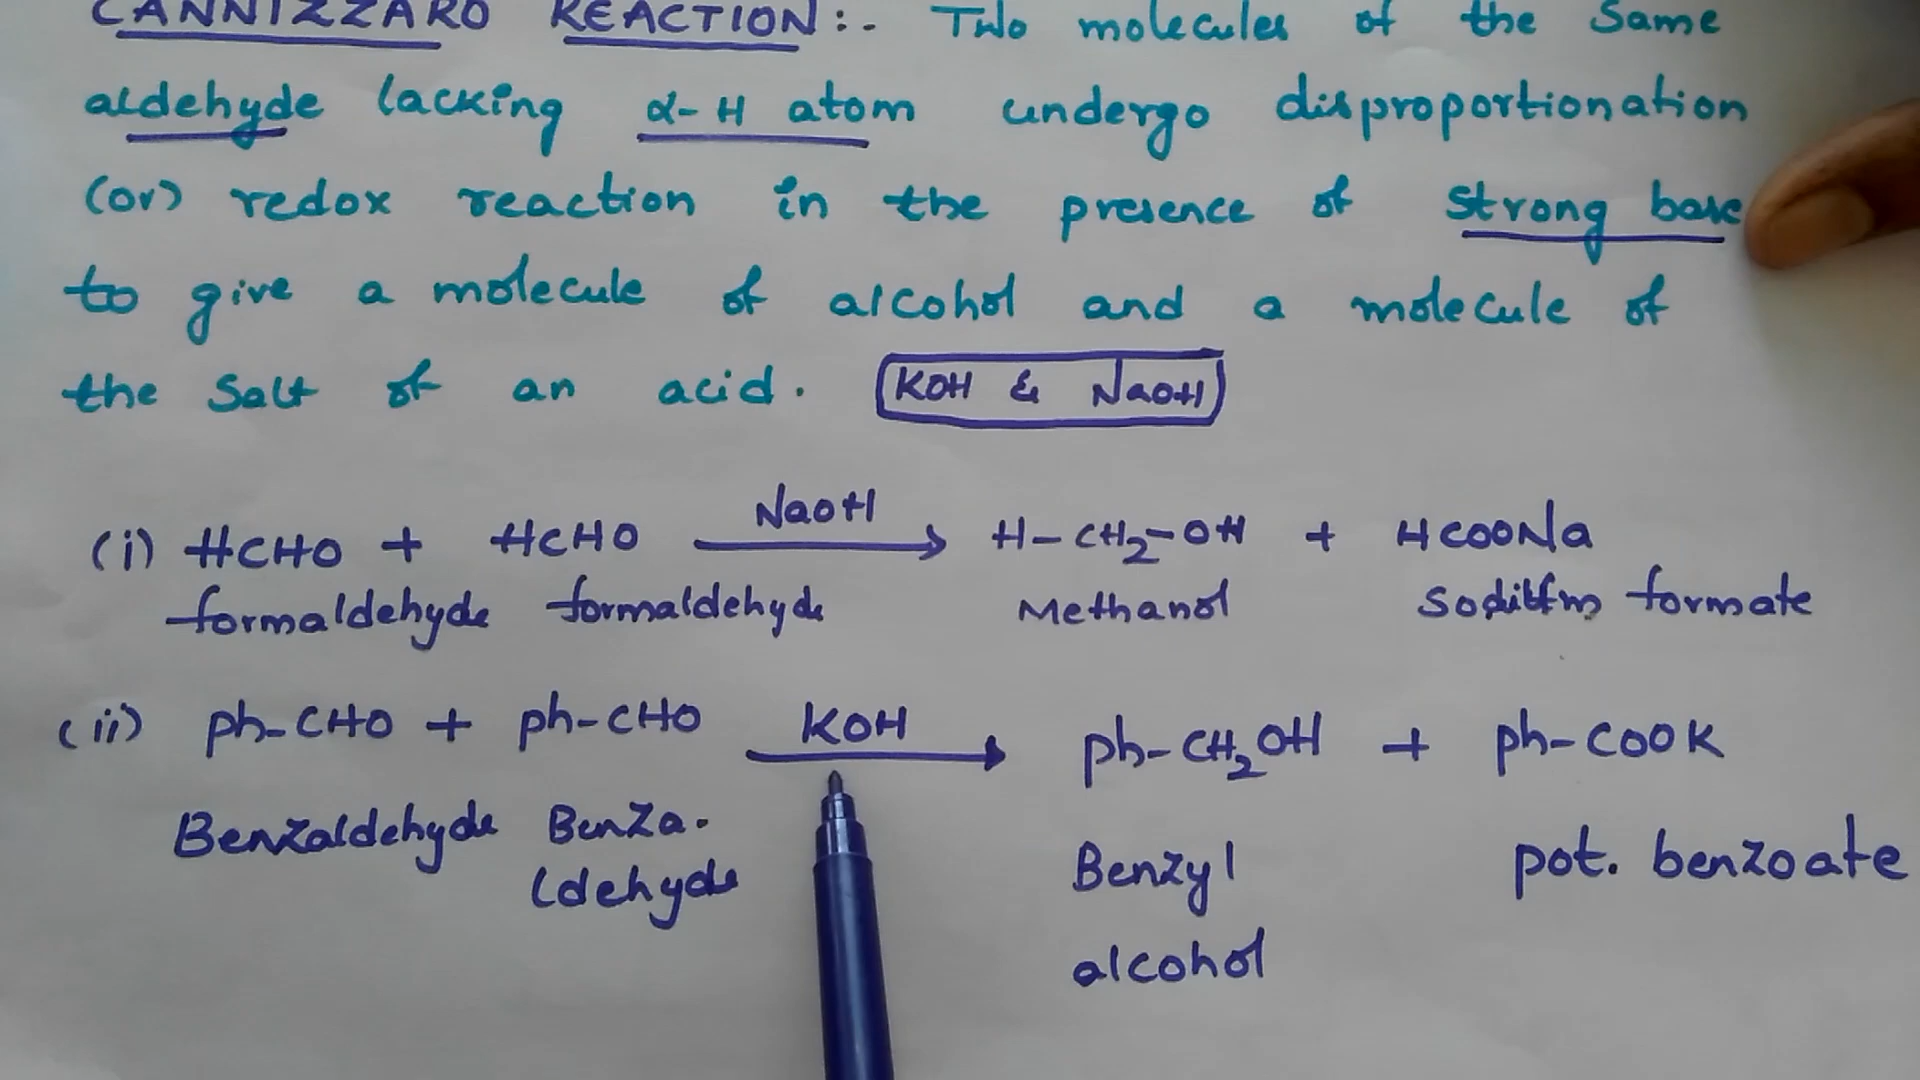 CANNIZZARO REACTION:- Two molecules of the Same
aldehyde lacking α-H atom undergo disproportionation
(or) redox reaction in the presence of strong base
to give a molecule of alcohol and a molecule of
the Salt of an acid. KOH & NaOH
(i) HCHO + HCHO NaOH → H-CH₂-OH + HCOONa
formaldehyde formaldehyde Methanol formate
(ii) ph-CHO + ph-CHO KOH → ph-CH₂OH + ph-COOK
Benzaldehyde Benza- Benzyl pot. benzoate
ldehyde alcohol